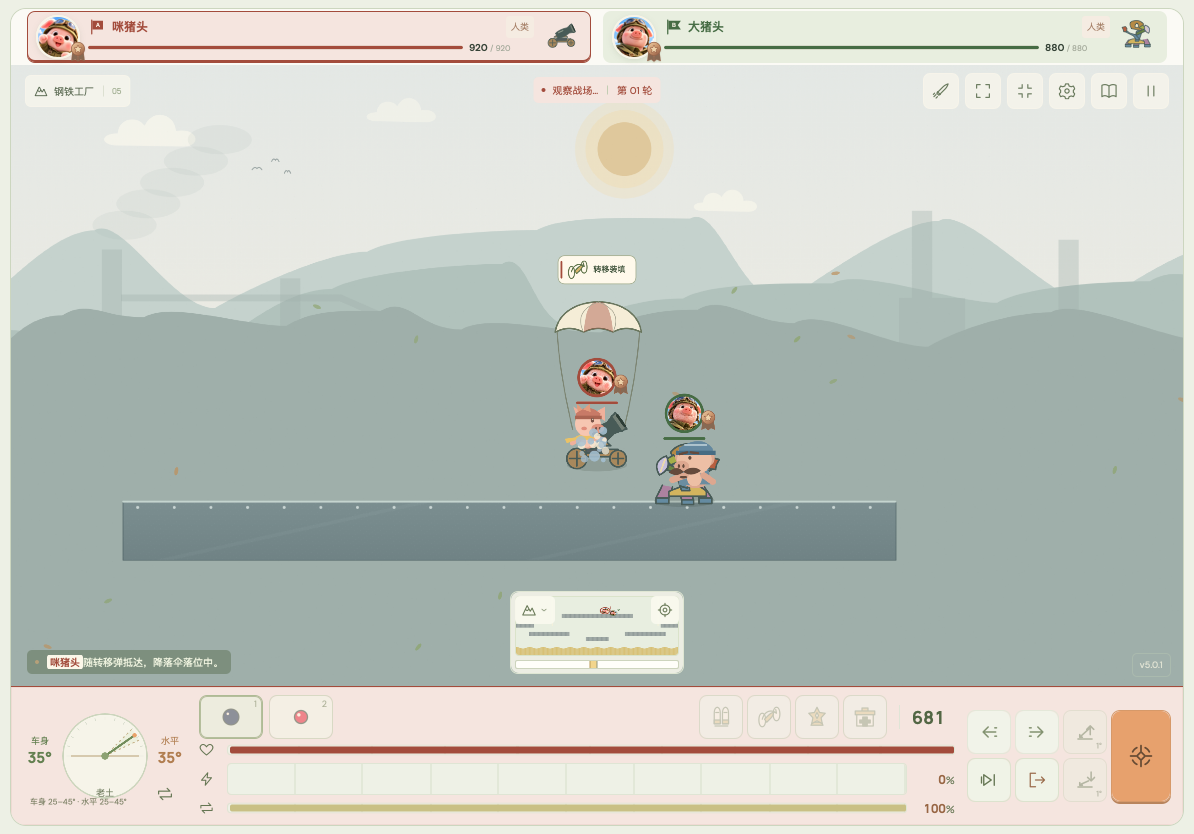 咪猪头
人类
920 / 920
大猪头
人类
880 / 880
钢铁工厂 05
观察战场… 第 01 轮
转移装填
咪猪头随转移弹抵达，降落伞落位中。
v5.0.1
1
2
681
车身
35°
水平
35°
老土
车身 25–45° · 水平 25–45°
0%
100%